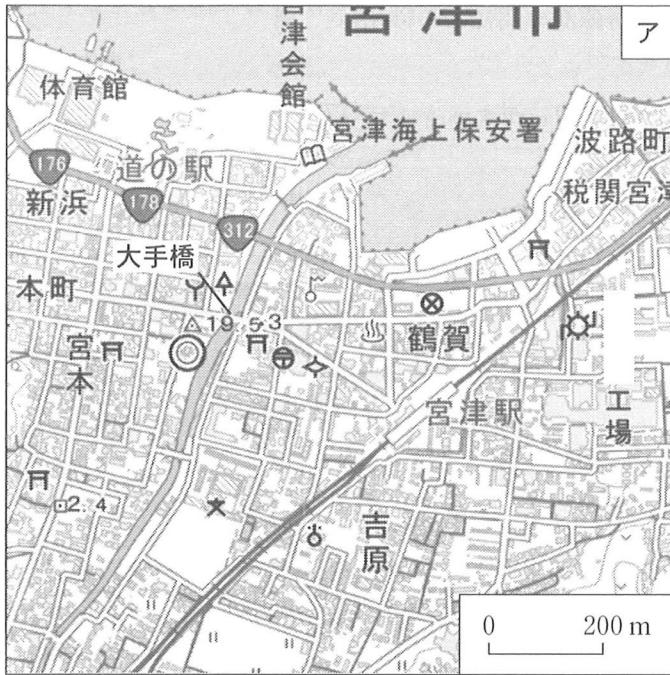 宮津市
ア
宮津会館
体育館
宮津海上保安署
波路町
道の駅
税関宮津
176
178
312
新浜
大手橋
本町
19.5
3
鶴賀
宮本
宮津駅
工場
2.4
吉原
0 200 m